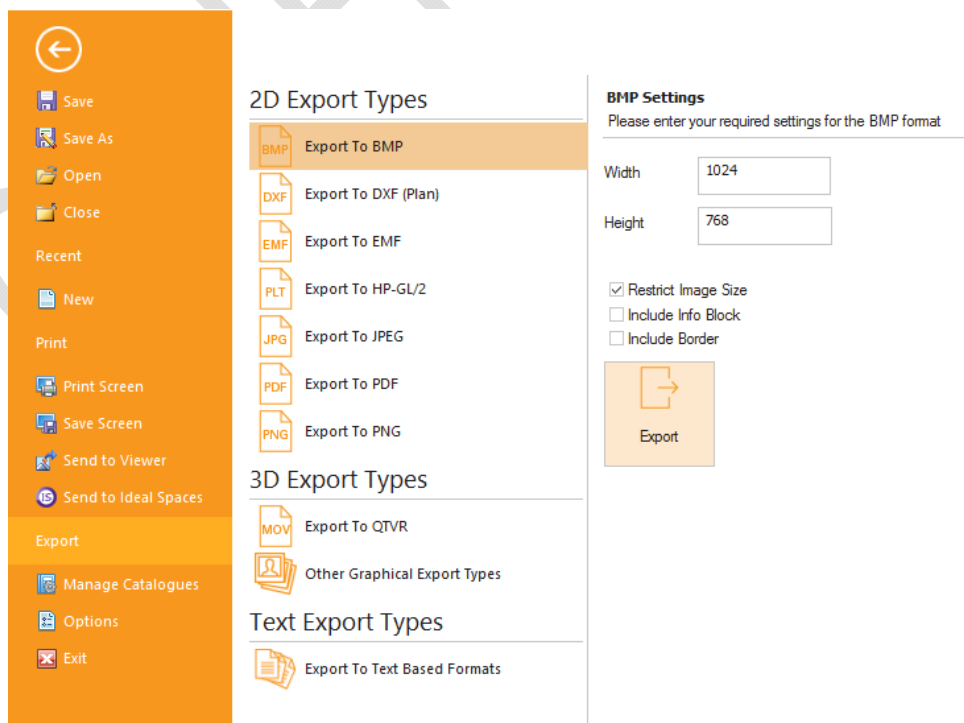 Save
Save As
Open
Close
Recent
New
Print
Print Screen
Save Screen
Send to Viewer
IS Send to Ideal Spaces
Export
Manage Catalogues
Options
Exit
2D Export Types
BMP Export To BMP
DXF Export To DXF (Plan)
EMF Export To EMF
PLT Export To HP-GL/2
JPG Export To JPEG
PDF Export To PDF
PNG Export To PNG
3D Export Types
MOV Export To QTVR
Other Graphical Export Types
Text Export Types
Export To Text Based Formats
BMP Settings
Please enter your required settings for the BMP format
Width 1024
Height 768
Restrict Image Size
Include Info Block
Include Border
Export